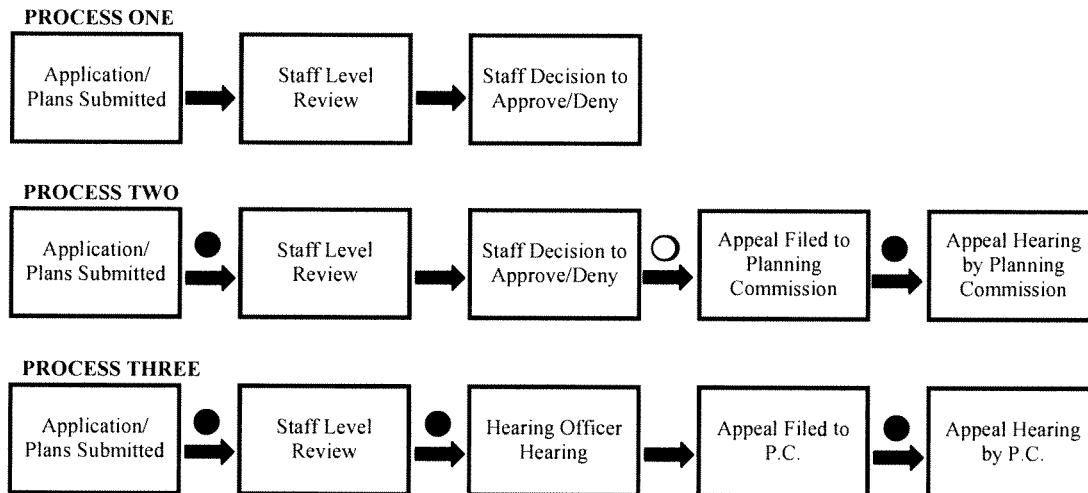 PROCESS ONE
Application/
Plans Submitted
Staff Level
Review
Staff Decision to
Approve/Deny
PROCESS TWO
Application/
Plans Submitted
Staff Level
Review
Staff Decision to
Approve/Deny
Appeal Filed to
Planning
Commission
Appeal Hearing
by Planning
Commission
PROCESS THREE
Application/
Plans Submitted
Staff Level
Review
Hearing Officer
Hearing
Appeal Filed to
P.C.
Appeal Hearing
by P.C.